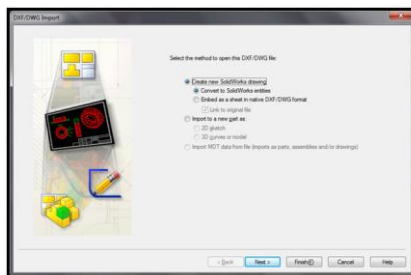 DXF/DWG Import
Select the method to open this DXF/DWG file:
Create new SolidWorks drawing
Convert to SolidWorks entities
Embed as a sheet in native DXF/DWG format
Link to original file
Import to a new part as:
2D sketch
3D curves or model
Import MDT data from file (imports as parts, assemblies and/or drawings)
< Back Next > Finish Cancel Help